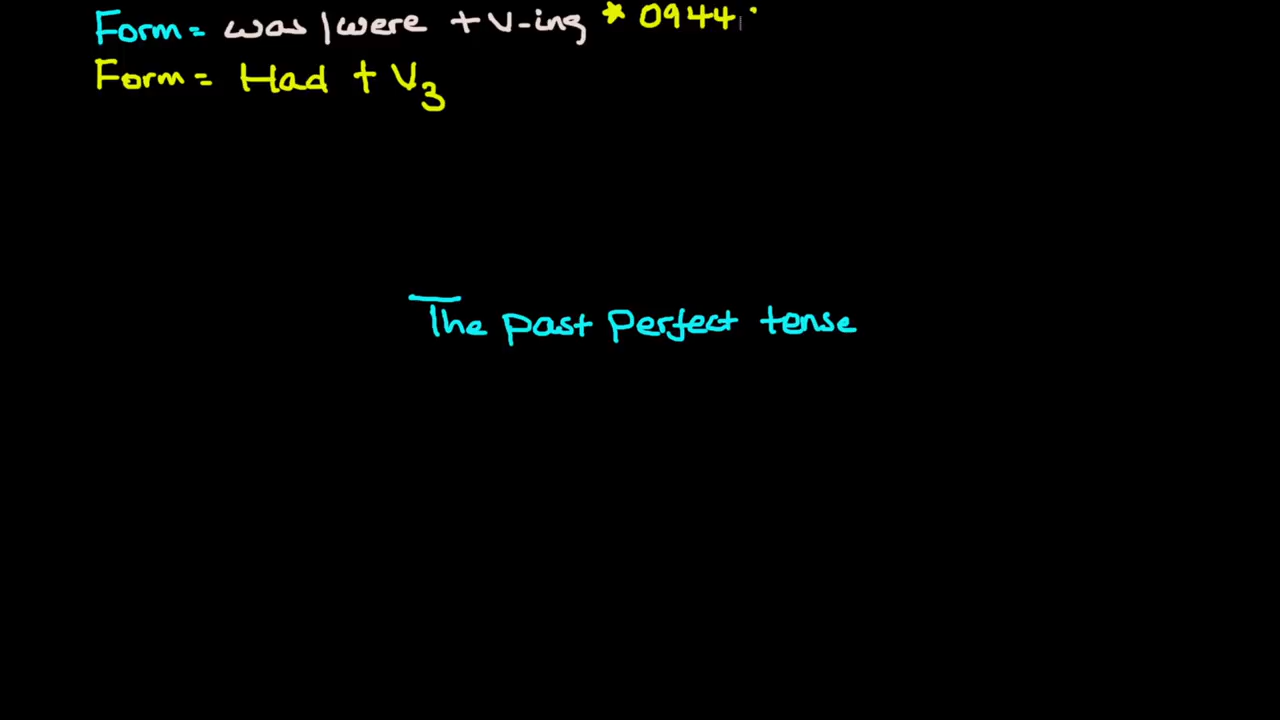 Form = was / were + V-ing * 0944
Form = Had + V3
The past perfect tense